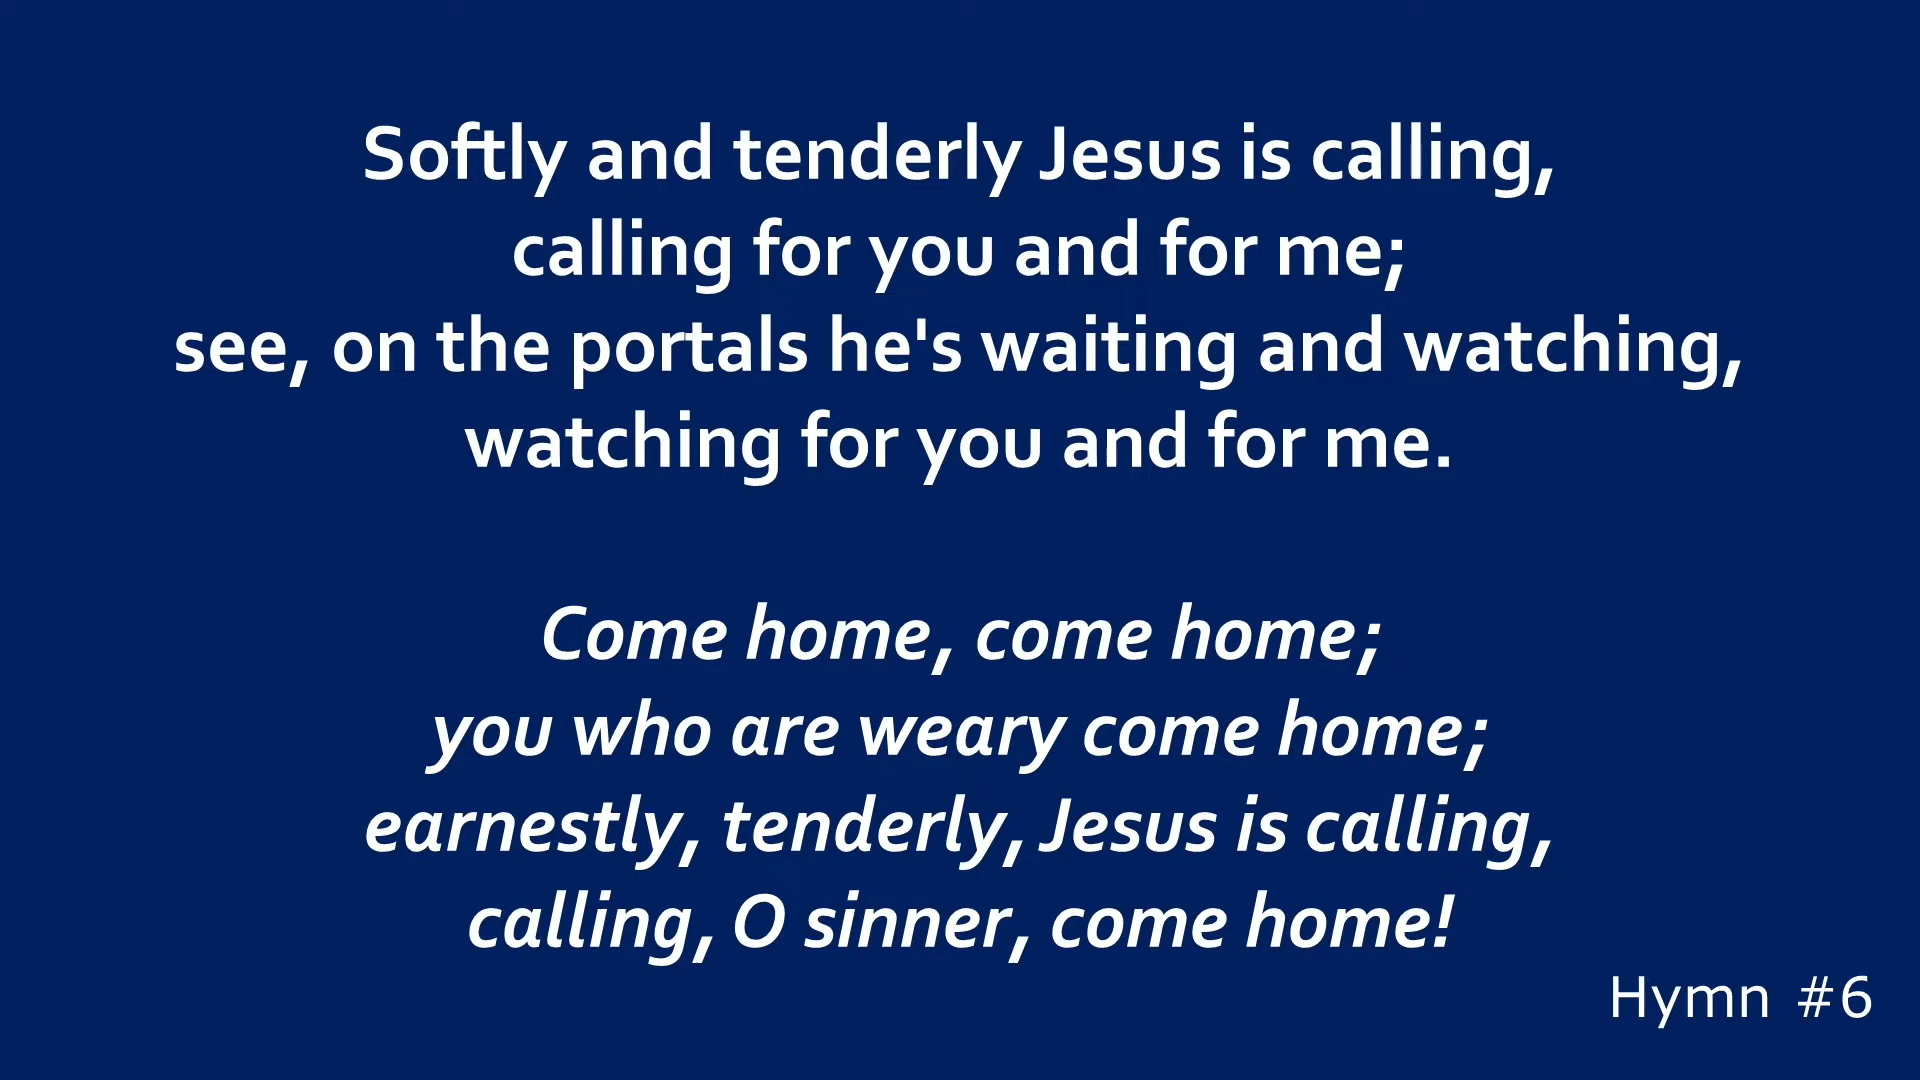 Softly and tenderly Jesus is calling,
calling for you and for me;
see, on the portals he's waiting and watching,
watching for you and for me.
Come home, come home;
you who are weary come home;
earnestly, tenderly, Jesus is calling,
calling, O sinner, come home!
Hymn #6